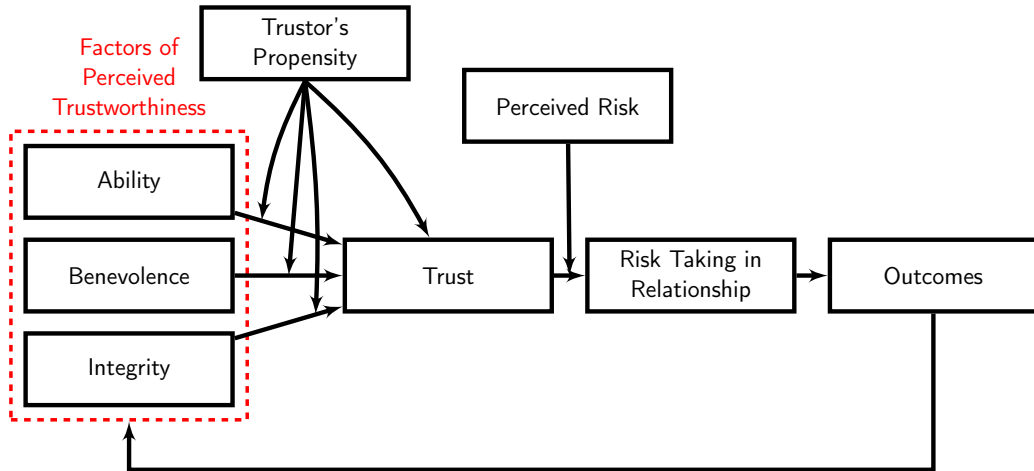 Factors of
Perceived
Trustworthiness
Trustor's
Propensity
Perceived Risk
Ability
Benevolence
Integrity
Trust
Risk Taking in
Relationship
Outcomes